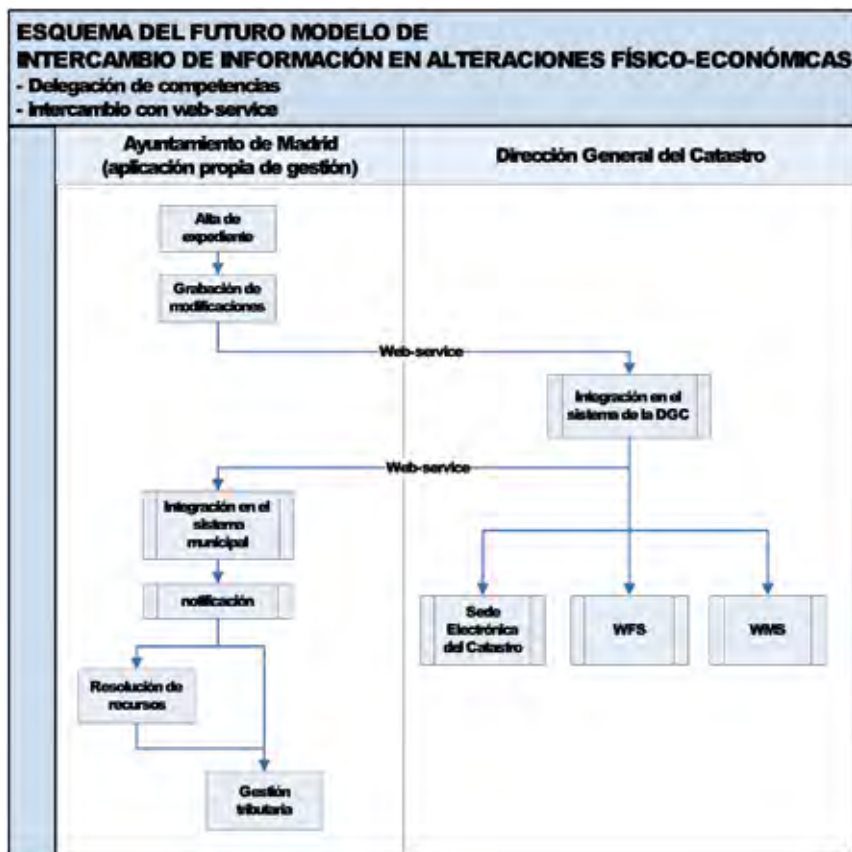 ESQUEMA DEL FUTURO MODELO DE
INTERCAMBIO DE INFORMACIÓN EN ALTERACIONES FÍSICO-ECONÓMICAS
- Delegación de competencias
- Intercambio con web-service
Ayuntamiento de Madrid
(aplicación propia de gestión)
Dirección General del Catastro
Alta de
expediente
Grabación de
modificaciones
Web-service
Integración en el
sistema de la DGC
Web-service
Integración en el
sistema
municipal
notificación
Sede
Electrónica
del Catastro
WFS
WMS
Resolución de
recursos
Gestión
tributaria